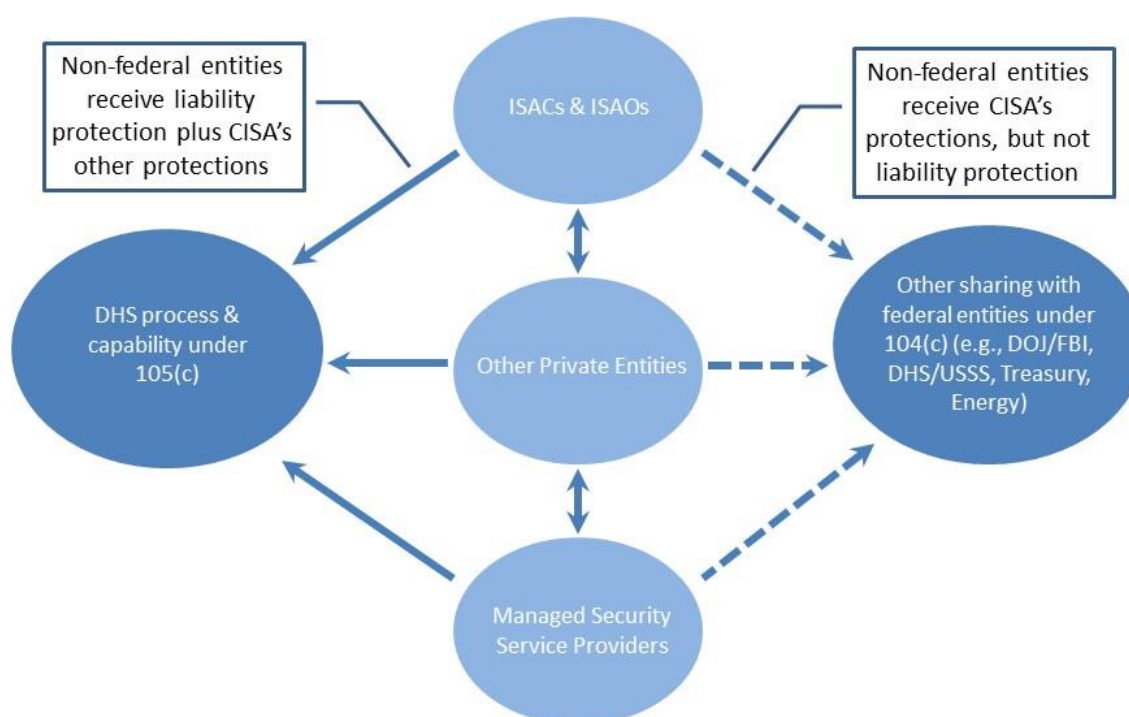 Non-federal entities
receive liability
protection plus CISA’s
other protections
ISACs & ISAOs
Non-federal entities
receive CISA’s
protections, but not
liability protection
DHS process &
capability under
105(c)
Other Private Entities
Other sharing with
federal entities under
104(c) (e.g., DOJ/FBI,
DHS/USSS, Treasury,
Energy)
Managed Security
Service Providers